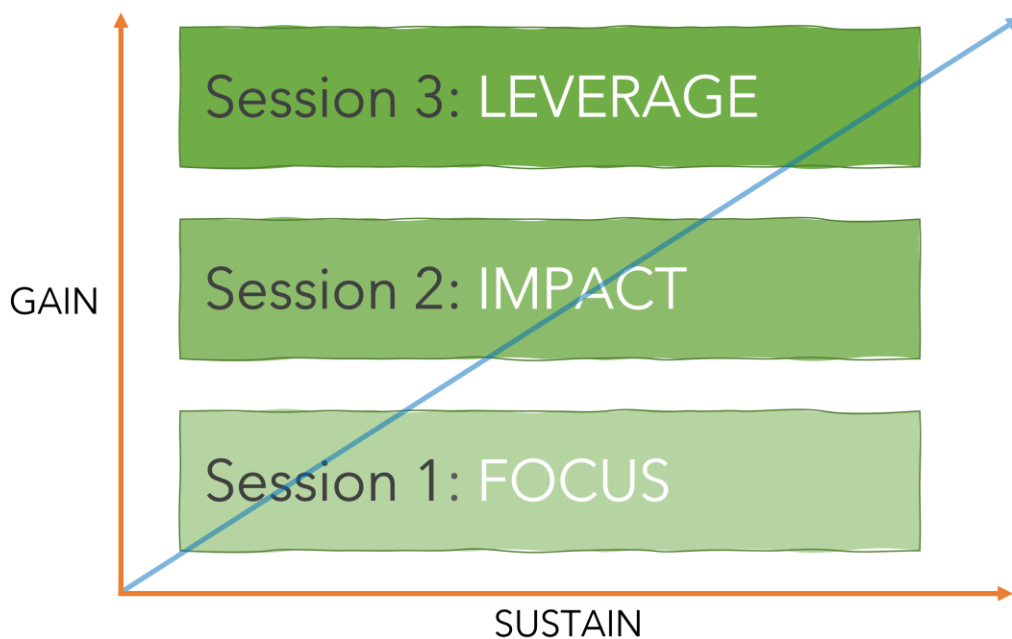 Session 3: LEVERAGE
Session 2: IMPACT
GAIN
Session 1: FOCUS
SUSTAIN